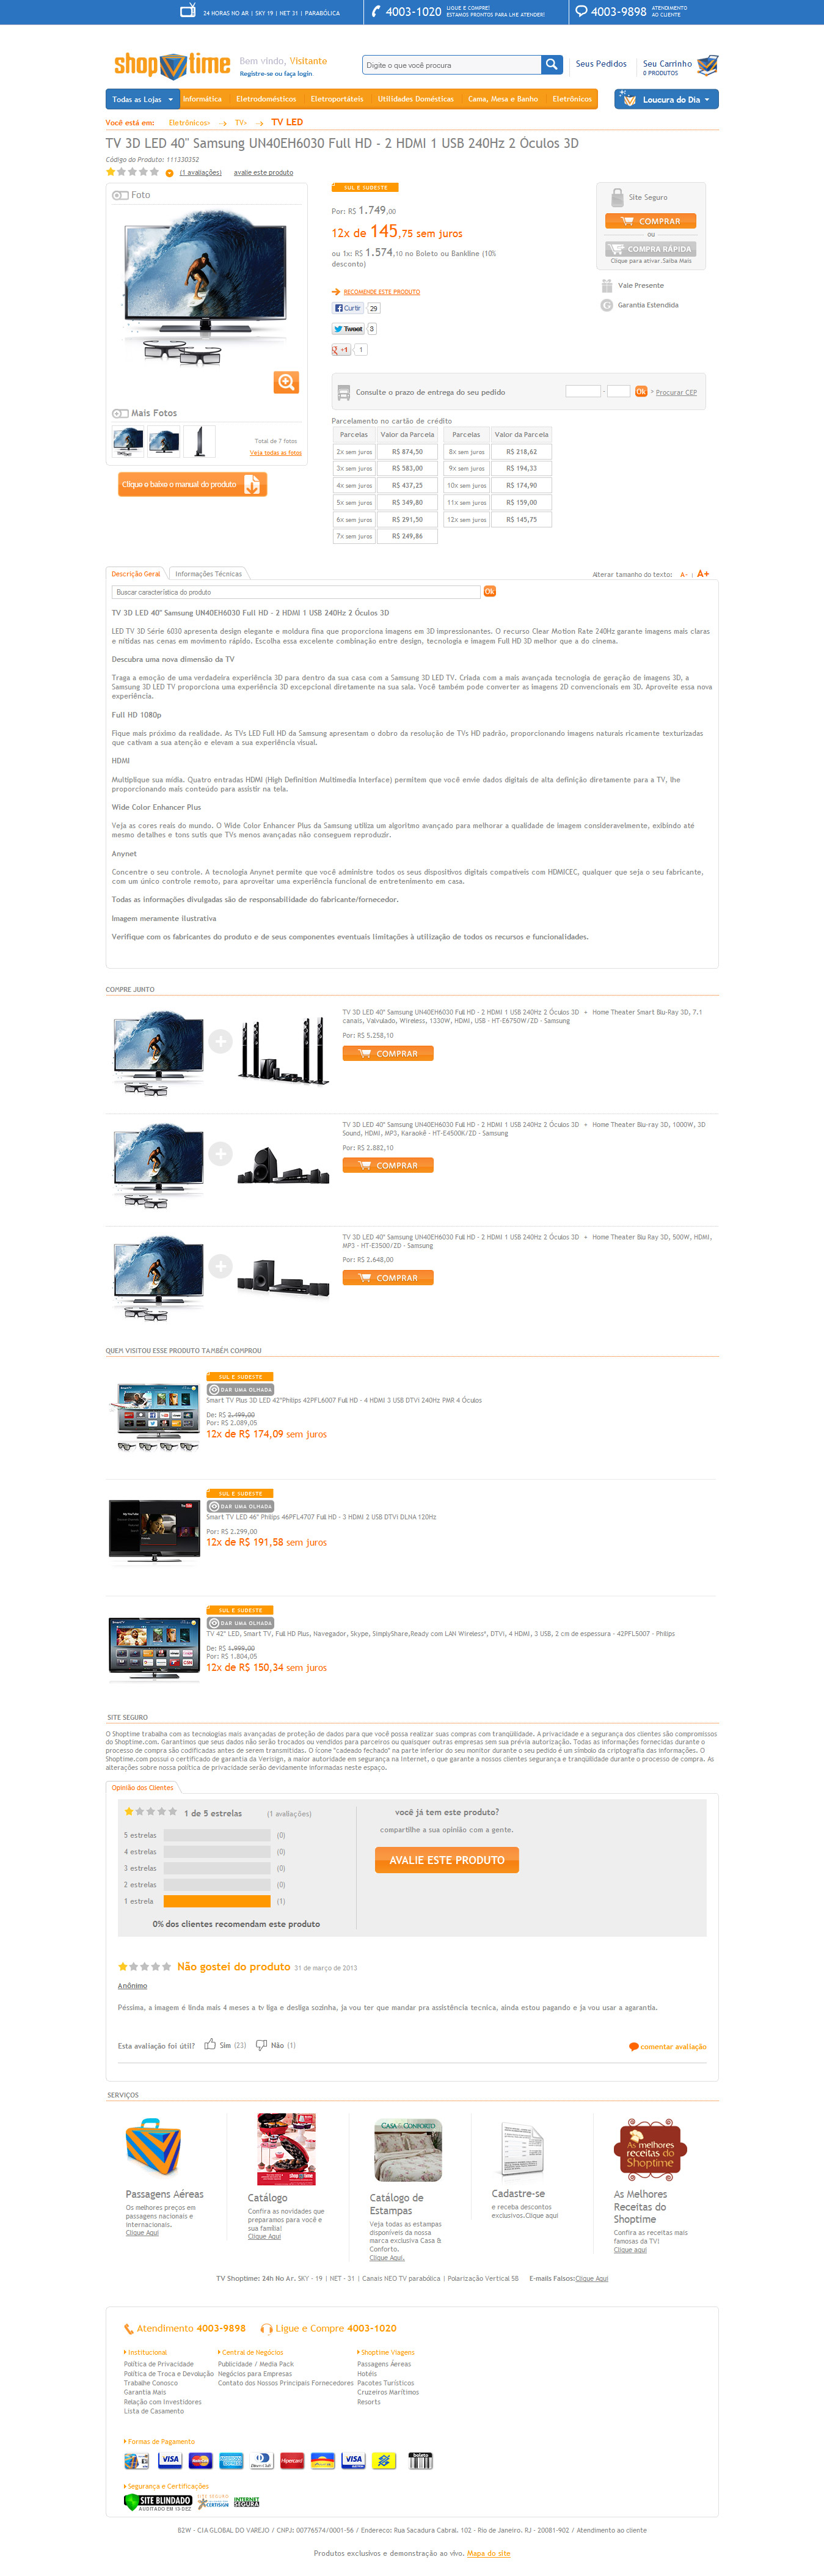 24 HORAS NO AR | SKY 19 | NET 31 | PARABÓLICA
4003-1020 LIGUE E COMPRE! ESTAMOS PRONTOS PARA LHE ATENDER!
4003-9898 ATENDIMENTO AO CLIENTE
shoptime
Bem vindo, Visitante
Registre-se ou faça login
Digite o que você procura
Seus Pedidos
Seu Carrinho
0 PRODUTOS
Todas as Lojas
Informática Eletrodomésticos Eletroportáteis Utilidades Domésticas Cama, Mesa e Banho Eletrônicos
Loucura do Dia
Você está em: Eletrônicos TV TV LED
TV 3D LED 40" Samsung UN40EH6030 Full HD - 2 HDMI 1 USB 240Hz 2 Óculos 3D
Código do Produto: 111330352
(1 avaliações) avalie este produto
Foto
Mais Fotos
Total de 7 fotos
Veja todas as fotos
Clique e baixe o manual do produto
SUL E SUDESTE
Por: R$ 1.749,00
12x de 145,75 sem juros
ou 1x: R$ 1.574,10 no Boleto ou Bankline (10%
desconto)
RECOMENDE ESTE PRODUTO
Curtir 29
Tweet 3
+1 1
Site Seguro
COMPRAR
ou
COMPRA RÁPIDA
Clique para ativar.Saiba Mais
Vale Presente
Garantia Estendida
Consulte o prazo de entrega do seu pedido - Ok > Procurar CEP
Parcelamento no cartão de crédito
Parcelas Valor da Parcela Parcelas Valor da Parcela
2x sem juros R$ 874,50 8x sem juros R$ 218,62
3x sem juros R$ 583,00 9x sem juros R$ 194,33
4x sem juros R$ 437,25 10x sem juros R$ 174,90
5x sem juros R$ 349,80 11x sem juros R$ 159,00
6x sem juros R$ 291,50 12x sem juros R$ 145,75
7x sem juros R$ 249,86
Descrição Geral Informações Técnicas
Alterar tamanho do texto: A- | A+
Buscar característica do produto Ok
TV 3D LED 40" Samsung UN40EH6030 Full HD - 2 HDMI 1 USB 240Hz 2 Óculos 3D
LED TV 3D Série 6030 apresenta design elegante e moldura fina que proporciona imagens em 3D impressionantes. O recurso Clear Motion Rate 240Hz garante imagens mais claras
e nítidas nas cenas em movimento rápido. Escolha essa excelente combinação entre design, tecnologia e imagem Full HD 3D melhor que a do cinema.
Descubra uma nova dimensão da TV
Traga a emoção de uma verdadeira experiência 3D para dentro da sua casa com a Samsung 3D LED TV. Criada com a mais avançada tecnologia de geração de imagens 3D, a
Samsung 3D LED TV proporciona uma experiência 3D excepcional diretamente na sua sala. Você também pode converter as imagens 2D convencionais em 3D. Aproveite essa nova
experiência.
Full HD 1080p
Fique mais próximo da realidade. As TVs LED Full HD da Samsung apresentam o dobro da resolução de TVs HD padrão, proporcionando imagens naturais ricamente texturizadas
que cativam a sua atenção e elevam a sua experiência visual.
HDMI
Multiplique sua mídia. Quatro entradas HDMI (High Definition Multimedia Interface) permitem que você envie dados digitais de alta definição diretamente para a TV, lhe
proporcionando mais conteúdo para assistir na tela.
Wide Color Enhancer Plus
Veja as cores reais do mundo. O Wide Color Enhancer Plus da Samsung utiliza um algoritmo avançado para melhorar a qualidade de imagem consideravelmente, exibindo até
mesmo detalhes e tons sutis que TVs menos avançadas não conseguem reproduzir.
Anynet
Concentre o seu controle. A tecnologia Anynet permite que você administre todos os seus dispositivos digitais compatíveis com HDMICEC, qualquer que seja o seu fabricante,
com um único controle remoto, para aproveitar uma experiência funcional de entretenimento em casa.
Todas as informações divulgadas são de responsabilidade do fabricante/fornecedor.
Imagem meramente ilustrativa
Verifique com os fabricantes do produto e de seus componentes eventuais limitações à utilização de todos os recursos e funcionalidades.
COMPRE JUNTO
TV 3D LED 40" Samsung UN40EH6030 Full HD - 2 HDMI 1 USB 240Hz 2 Óculos 3D + Home Theater Smart Blu-Ray 3D, 7.1
canais, Valvulado, Wireless, 1330W, HDMI, USB - HT-E6750W/ZD - Samsung
Por: R$ 5.258,10
COMPRAR
TV 3D LED 40" Samsung UN40EH6030 Full HD - 2 HDMI 1 USB 240Hz 2 Óculos 3D + Home Theater Blu-ray 3D, 1000W, 3D
Sound, HDMI, MP3, Karaokê - HT-E4500K/ZD - Samsung
Por: R$ 2.882,10
COMPRAR
TV 3D LED 40" Samsung UN40EH6030 Full HD - 2 HDMI 1 USB 240Hz 2 Óculos 3D + Home Theater Blu Ray 3D, 500W, HDMI,
MP3 - HT-E3500/ZD - Samsung
Por: R$ 2.648,00
COMPRAR
QUEM VISITOU ESSE PRODUTO TAMBÉM COMPROU
SUL E SUDESTE
DAR UMA OLHADA
Smart TV Plus 3D LED 42"Philips 42PFL6007 Full HD - 4 HDMI 3 USB DTVi 240Hz PMR 4 Óculos
De: R$ 2.499,00
Por: R$ 2.089,05
12x de R$ 174,09 sem juros
SUL E SUDESTE
DAR UMA OLHADA
Smart TV LED 46" Philips 46PFL4707 Full HD - 3 HDMI 2 USB DTVi DLNA 120Hz
Por: R$ 2.299,00
12x de R$ 191,58 sem juros
SUL E SUDESTE
DAR UMA OLHADA
TV 42" LED, Smart TV, Full HD Plus, Navegador, Skype, SimplyShare,Ready com LAN Wireless*, DTVi, 4 HDMI, 3 USB, 2 cm de espessura - 42PFL5007 - Philips
De: R$ 1.999,00
Por: R$ 1.804,05
12x de R$ 150,34 sem juros
SITE SEGURO
O Shoptime trabalha com as tecnologias mais avançadas de proteção de dados para que você possa realizar suas compras com tranqüilidade. A privacidade e a segurança dos clientes são compromissos
do Shoptime.com. Garantimos que seus dados não serão trocados ou vendidos para parceiros ou quaisquer outras empresas sem sua prévia autorização. Todas as informações fornecidas durante o
processo de compra são codificadas antes de serem transmitidas. O ícone "cadeado fechado" na parte inferior do seu monitor durante o seu pedido é um símbolo da criptografia das informações. O
Shoptime.com possui o certificado de garantia da Verisign, a maior autoridade em segurança na Internet, o que garante a nossos clientes segurança e tranqüilidade durante o processo de compra. As
alterações sobre nossa política de privacidade serão devidamente informadas neste espaço.
Opinião dos Clientes
1 de 5 estrelas (1 avaliações)
5 estrelas (0)
4 estrelas (0)
3 estrelas (0)
2 estrelas (0)
1 estrela (1)
0% dos clientes recomendam este produto
você já tem este produto?
compartilhe a sua opinião com a gente.
AVALIE ESTE PRODUTO
Não gostei do produto 31 de março de 2013
Anônimo
Péssima, a imagem é linda mais 4 meses a tv liga e desliga sozinha, ja vou ter que mandar pra assistência tecnica, ainda estou pagando e ja vou usar a agarantia.
Esta avaliação foi útil? Sim (23) Não (1)
comentar avaliação
SERVIÇOS
Passagens Aéreas
Os melhores preços em
passagens nacionais e
internacionais.
Clique Aqui
Catálogo
Confira as novidades que
preparamos para você e
sua família!
Clique Aqui
CASA & CONFORTO
Catálogo de
Estampas
Veja todas as estampas
disponíveis da nossa
marca exclusiva Casa &
Conforto.
Clique Aqui.
Cadastre-se
e receba descontos
exclusivos.Clique aqui
As melhores receitas do Shoptime
As Melhores
Receitas do
Shoptime
Confira as receitas mais
famosas da TV!
Clique aqui
TV Shoptime: 24h No Ar. SKY - 19 | NET - 31 | Canais NEO TV parabólica | Polarização Vertical 58 E-mails Falsos:Clique Aqui
Atendimento 4003-9898 Ligue e Compre 4003-1020
Institucional
Política de Privacidade
Política de Troca e Devolução
Trabalhe Conosco
Garantia Mais
Relação com Investidores
Lista de Casamento
Central de Negócios
Publicidade / Media Pack
Negócios para Empresas
Contato dos Nossos Principais Fornecedores
Shoptime Viagens
Passagens Áereas
Hotéis
Pacotes Turísticos
Cruzeiros Marítimos
Resorts
Formas de Pagamento
VISA MasterCard Hipercard VISA boleto
Segurança e Certificações
SITE BLINDADO
AUDITADO EM 13-DEZ
SITE SEGURO CERTISIGN
INTERNET SEGURA
B2W - CIA GLOBAL DO VAREJO / CNPJ: 00776574/0001-56 / Endereço: Rua Sacadura Cabral, 102 - Rio de Janeiro, RJ - 20081-902 / Atendimento ao cliente
Produtos exclusivos e demonstração ao vivo. Mapa do site